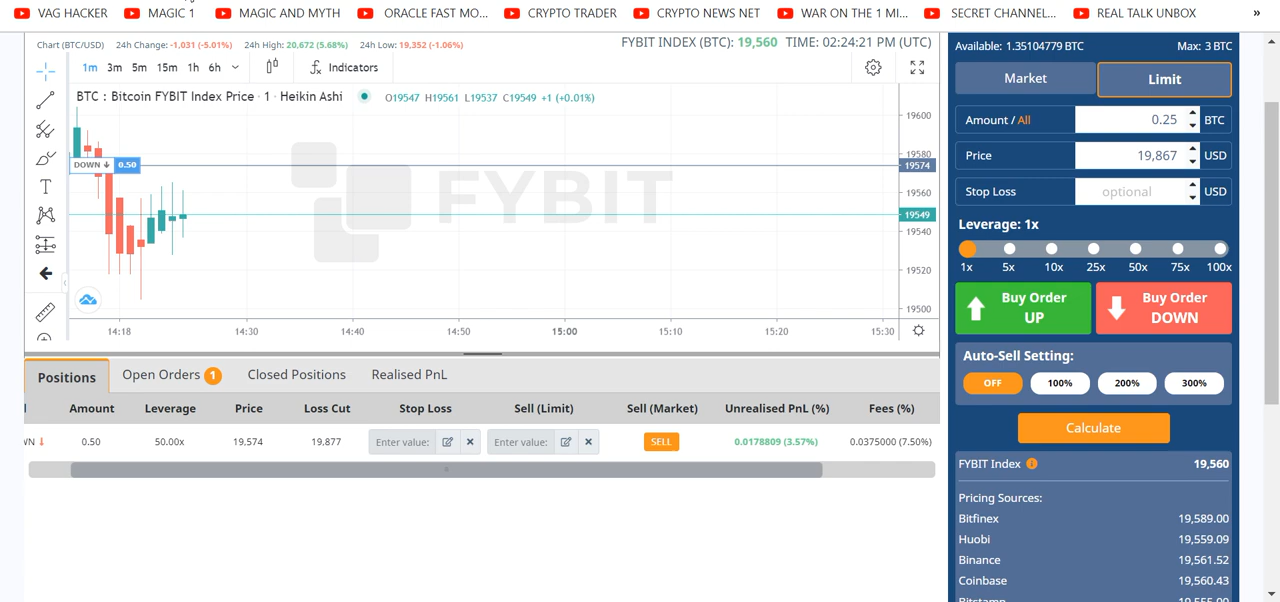 VAG HACKER MAGIC 1 MAGIC AND MYTH ORACLE FAST MO... CRYPTO TRADER CRYPTO NEWS NET WAR ON THE 1 MI... SECRET CHANNEL... REAL TALK UNBOX »
Chart (BTC/USD) 24h Change: -1,031 (-5.01%) 24h High: 20,672 (5.68%) 24h Low: 19,352 (-1.06%) FYBIT INDEX (BTC): 19,560 TIME: 02:24:21 PM (UTC)
1m 3m 5m 15m 1h 6h Indicators
BTC : Bitcoin FYBIT Index Price · 1 · Heikin Ashi O19547 H19561 L19537 C19549 +1 (+0.01%)
19600
19580
DOWN ↓ 0.50 19574
19560
19549
19540
19520
19500
FYBIT
14:18 14:30 14:40 14:50 15:00 15:10 15:20 15:30
Positions Open Orders 1 Closed Positions Realised PnL
Amount Leverage Price Loss Cut Stop Loss Sell (Limit) Sell (Market) Unrealised PnL (%) Fees (%)
WN ↓ 0.50 50.00x 19,574 19,877 Enter value: Enter value: SELL 0.0178809 (3.57%) 0.0375000 (7.50%)
Available: 1.35104779 BTC Max: 3 BTC
Market Limit
Amount / All 0.25 BTC
Price 19,867 USD
Stop Loss optional USD
Leverage: 1x
1x 5x 10x 25x 50x 75x 100x
Buy Order UP
Buy Order DOWN
Auto-Sell Setting:
OFF 100% 200% 300%
Calculate
FYBIT Index 19,560
Pricing Sources:
Bitfinex 19,589.00
Huobi 19,559.09
Binance 19,561.52
Coinbase 19,560.43
Bitstamp 19,555.00